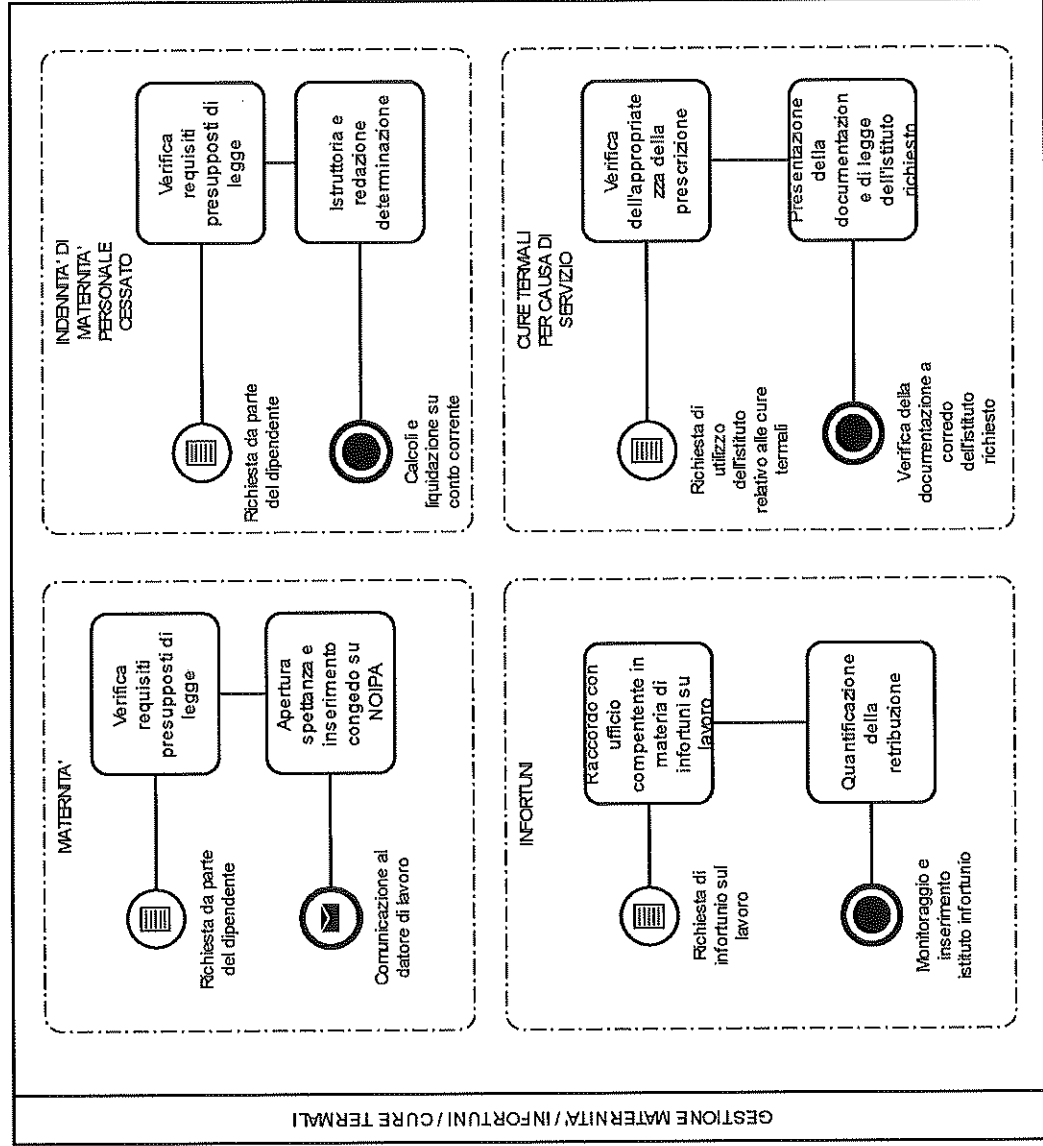 GESTIONE MATERNITA' / INFORTUNI / CURE TERMALI
MATERNITA'
Richiesta da parte
del dipendente
Verifica
requisiti
presupposti di
legge
Apertura
spettanza e
inserimento
congedo su
NOIPA
Comunicazione al
datore di lavoro
INDENNITA' DI
MATERNITA'
PERSONALE
CESSATO
Richiesta da parte
del dipendente
Verifica
requisiti
presupposti di
legge
Istruttoria e
redazione
determinazione
Calcoli e
liquidazione su
conto corrente
INFORTUNI
Richiesta di
infortunio sul
lavoro
Raccordo con
ufficio
compentente in
materia di
infortuni su
lavoro
Quantificazione
della
retribuzione
Monitoraggio e
inserimento
istituto infortunio
CURE TERMALI
PER CAUSA DI
SERVIZIO
Richiesta di
utilizzo
dell'istituto
relativo alle cure
termali
Verifica
dell'appropriate
zza della
prescrizione
Presentazione
della
documentazion
e di legge
dell'istituto
richiesto
Verifica della
documentazione a
corredo
dell'istituto
richiesto